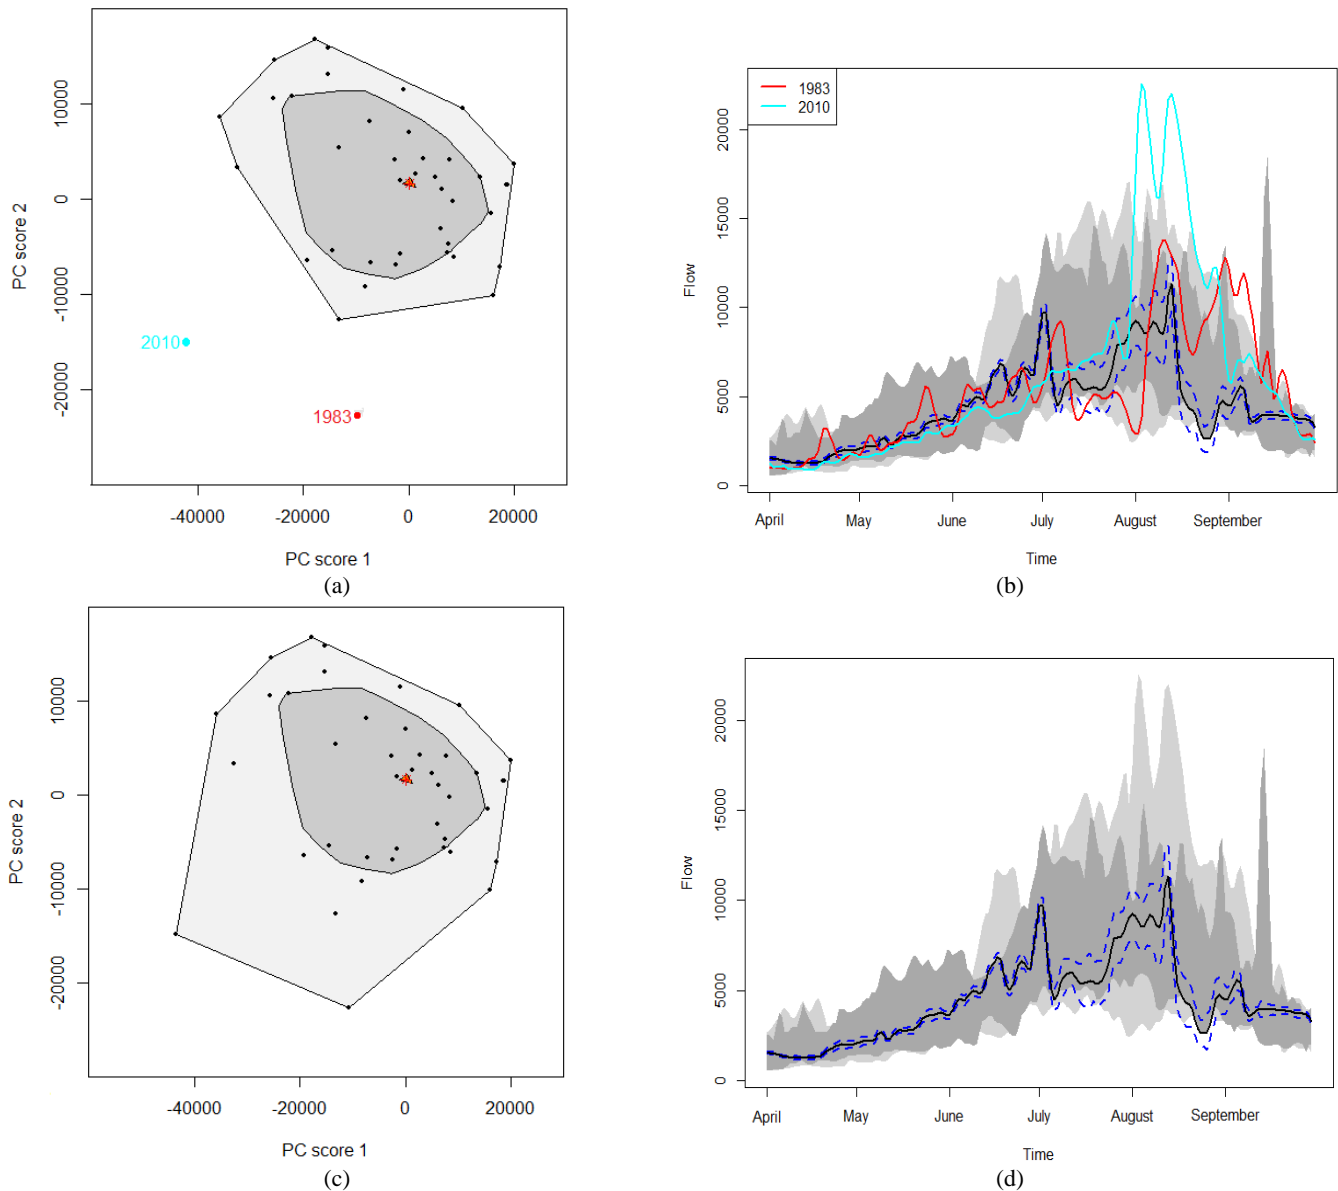 10000
0
-10000
-20000
PC score 2
2010
1983
-40000
-20000
0
20000
PC score 1
(a)
1983
2010
20000
15000
10000
5000
0
Flow
April
May
June
July
August
September
Time
(b)
10000
0
-10000
-20000
PC score 2
-40000
-20000
0
20000
PC score 1
(c)
20000
15000
10000
5000
0
Flow
April
May
June
July
August
September
Time
(d)